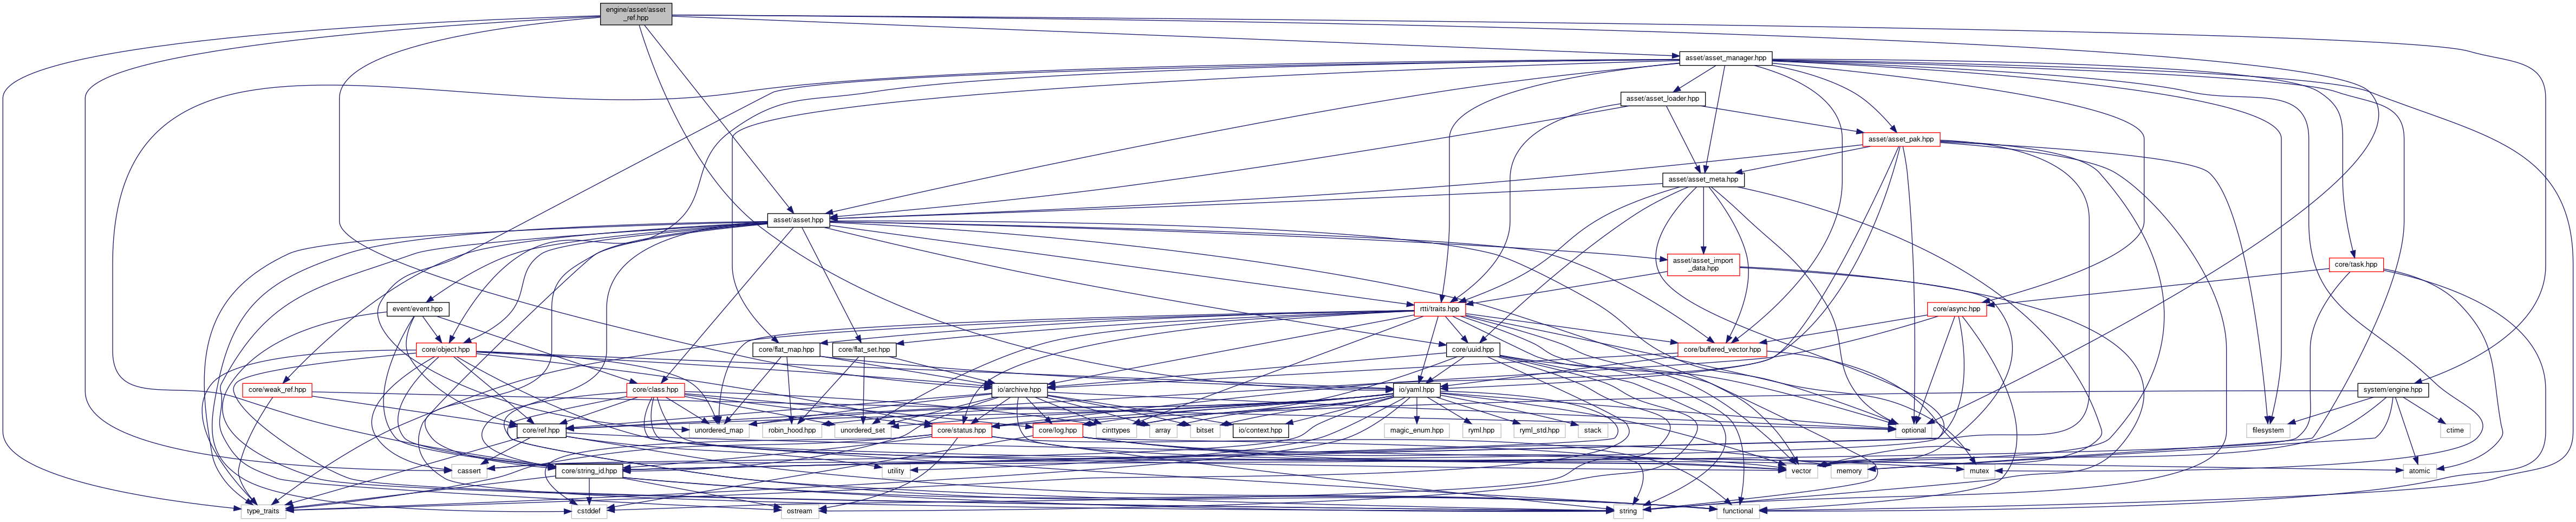 engine/asset/asset
_ref.hpp
asset/asset_manager.hpp
asset/asset_loader.hpp
asset/asset_pak.hpp
asset/asset_meta.hpp
asset/asset.hpp
asset/asset_import
_data.hpp
core/task.hpp
event/event.hpp
rtti/traits.hpp
core/async.hpp
core/object.hpp
core/flat_map.hpp
core/flat_set.hpp
core/uuid.hpp
core/buffered_vector.hpp
core/weak_ref.hpp
core/class.hpp
io/archive.hpp
io/yaml.hpp
system/engine.hpp
core/ref.hpp
unordered_map
robin_hood.hpp
unordered_set
core/status.hpp
core/log.hpp
cinttypes
array
bitset
io/context.hpp
magic_enum.hpp
ryml.hpp
ryml_std.hpp
stack
optional
filesystem
ctime
cassert
core/string_id.hpp
utility
vector
memory
mutex
atomic
type_traits
cstddef
ostream
string
functional